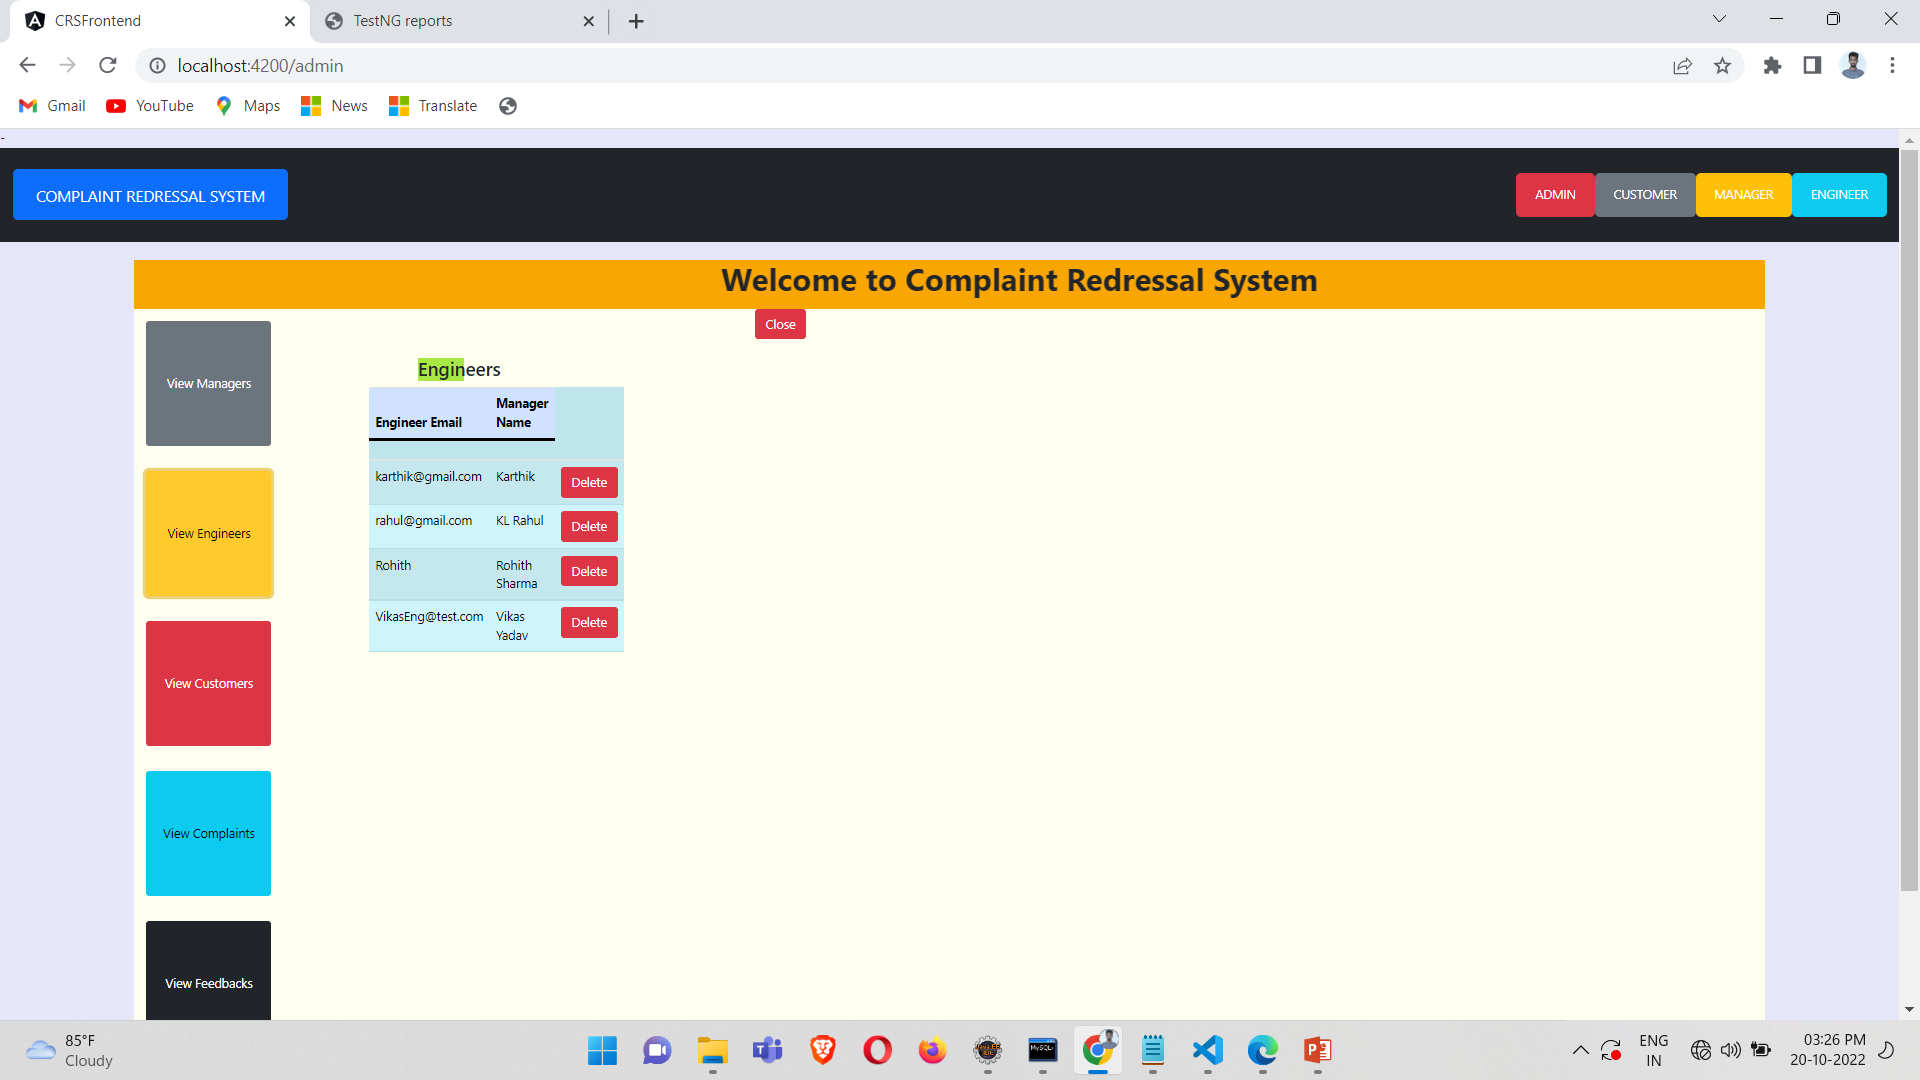 CRSFrontend
TestNG reports
localhost:4200/admin
Gmail
YouTube
Maps
News
Translate
-
COMPLAINT REDRESSAL SYSTEM
ADMIN
CUSTOMER
MANAGER
ENGINEER
Welcome to Complaint Redressal System
Close
View Managers
View Engineers
View Customers
View Complaints
View Feedbacks
Engineers
Engineer Email Manager Name
karthik@gmail.com Karthik Delete
rahul@gmail.com KL Rahul Delete
Rohith Rohith Sharma Delete
VikasEng@test.com Vikas Yadav Delete
85°F
Cloudy
ENG
IN
03:26 PM
20-10-2022